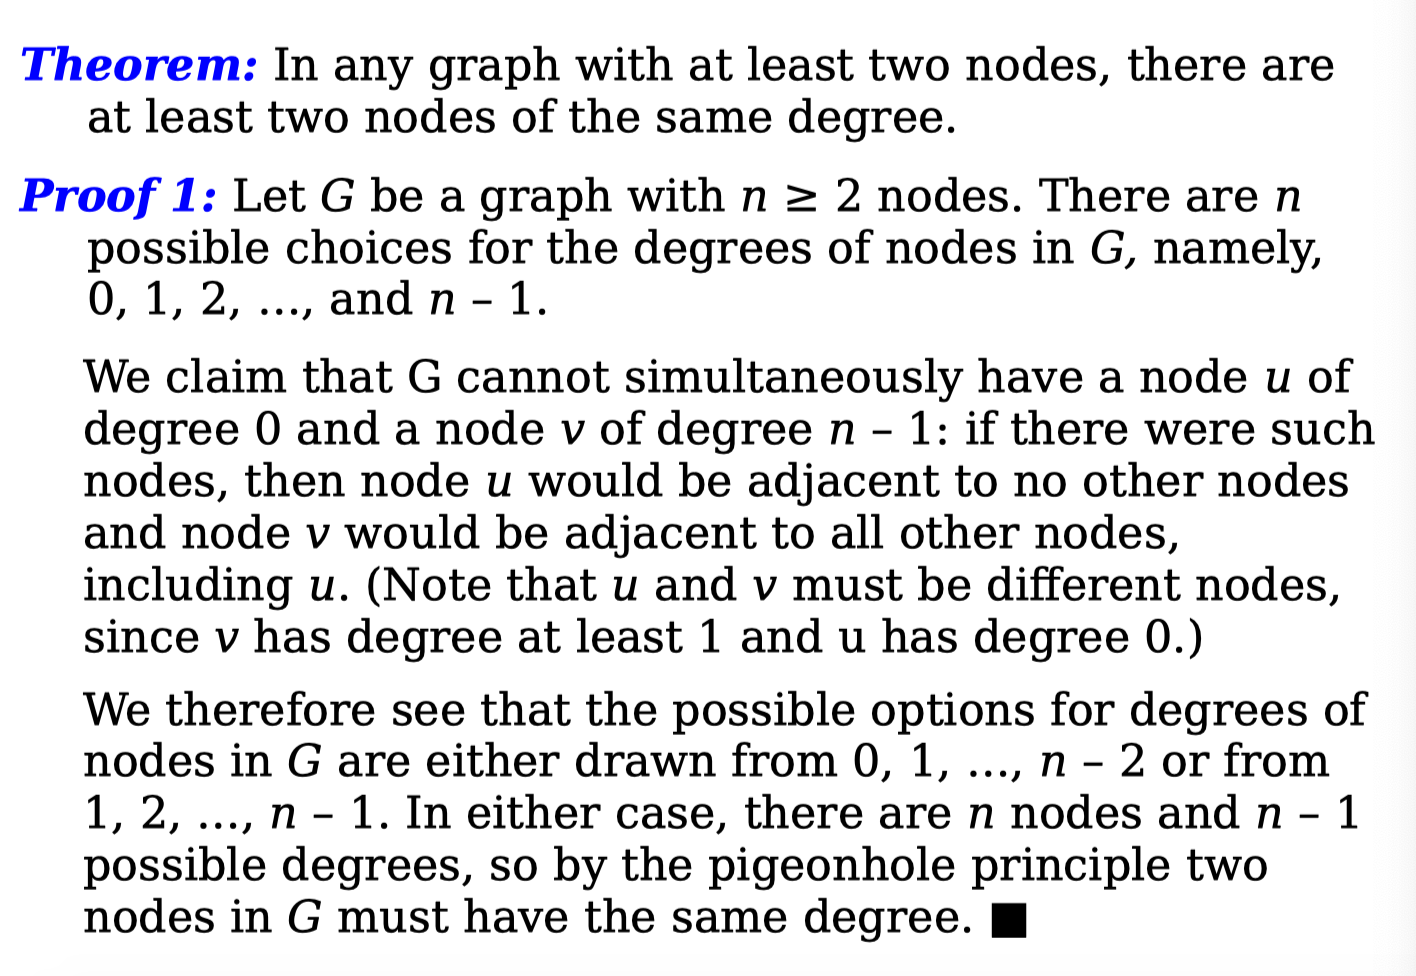 Theorem: In any graph with at least two nodes, there are
at least two nodes of the same degree.
Proof 1: Let G be a graph with n ≥ 2 nodes. There are n
possible choices for the degrees of nodes in G, namely,
0, 1, 2, …, and n – 1.
We claim that G cannot simultaneously have a node u of
degree 0 and a node v of degree n – 1: if there were such
nodes, then node u would be adjacent to no other nodes
and node v would be adjacent to all other nodes,
including u. (Note that u and v must be different nodes,
since v has degree at least 1 and u has degree 0.)
We therefore see that the possible options for degrees of
nodes in G are either drawn from 0, 1, …, n – 2 or from
1, 2, …, n – 1. In either case, there are n nodes and n – 1
possible degrees, so by the pigeonhole principle two
nodes in G must have the same degree. ■